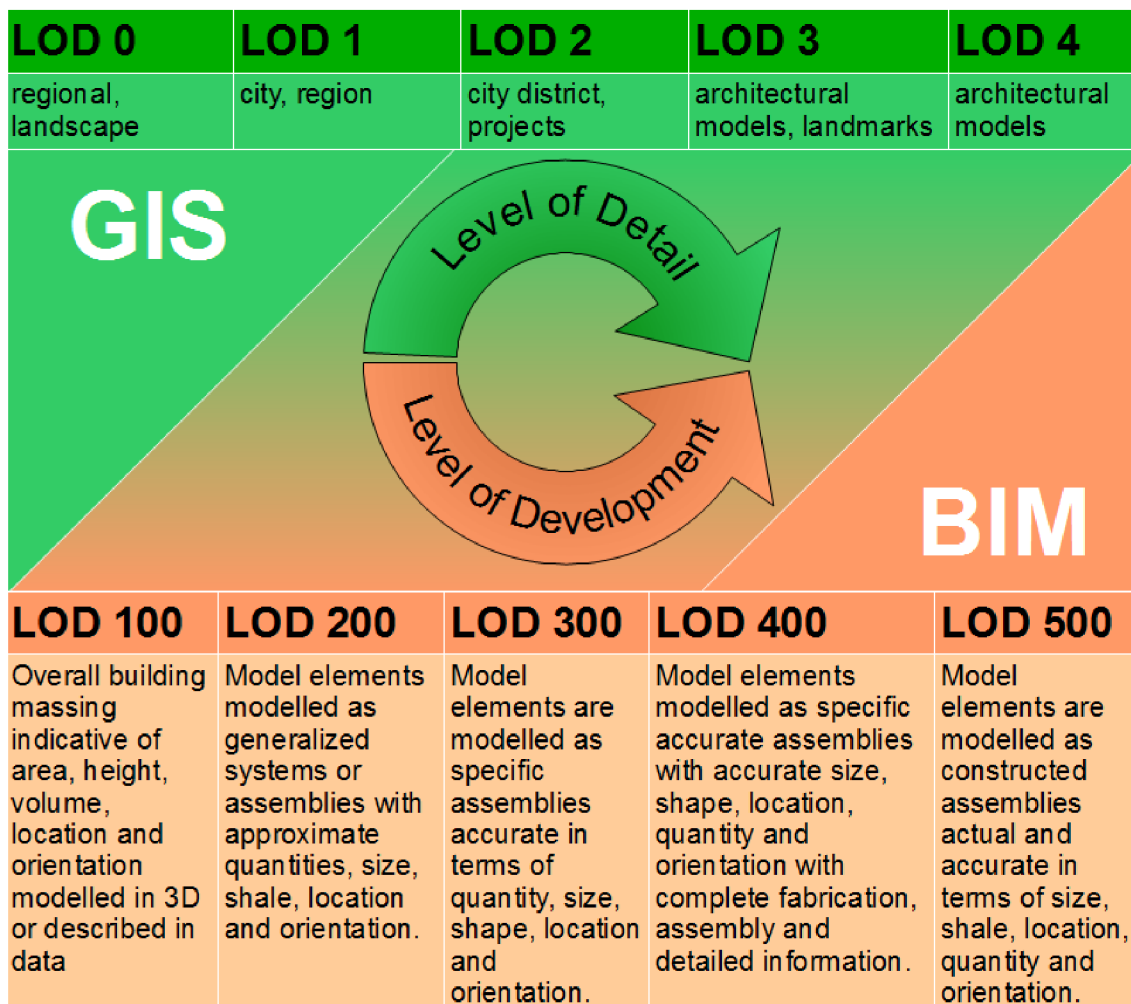 LOD 0
LOD 1
LOD 2
LOD 3
LOD 4
regional,
landscape
city, region
city district,
projects
architectural
models, landmarks
architectural
models
GIS
Level of Detail
Level of Development
BIM
LOD 100
LOD 200
LOD 300
LOD 400
LOD 500
Overall building
massing
indicative of
area, height,
volume,
location and
orientation
modelled in 3D
or described in
data
Model elements
modelled as
generalized
systems or
assemblies with
approximate
quantities, size,
shale, location
and orientation.
Model
elements are
modelled as
specific
assemblies
accurate in
terms of
quantity, size,
shape, location
and
orientation.
Model elements
modelled as specific
accurate assemblies
with accurate size,
shape, location,
quantity and
orientation with
complete fabrication,
assembly and
detailed information.
Model
elements are
modelled as
constructed
assemblies
actual and
accurate in
terms of size,
shale, location,
quantity and
orientation.